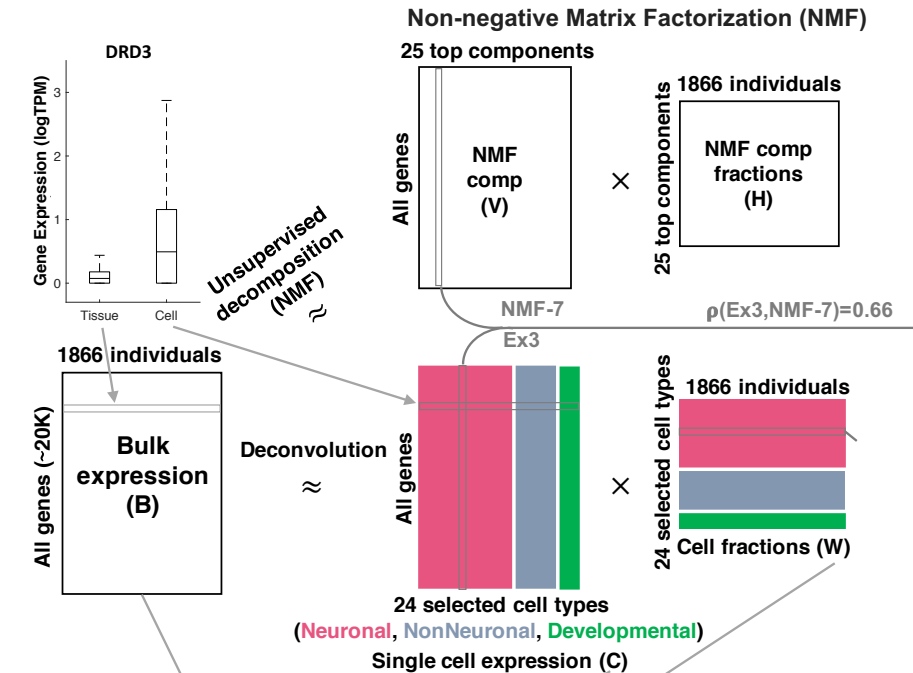 Non-negative Matrix Factorization (NMF)
DRD3
Gene Expression (logTPM)
3
2
1
0
Tissue
Cell
25 top components
All genes
NMF
comp
(V)
×
1866 individuals
25 top components
NMF comp
fractions
(H)
Unsupervised
decomposition
(NMF)
≈
NMF-7
ρ(Ex3,NMF-7)=0.66
Ex3
1866 individuals
All genes (~20K)
Bulk
expression
(B)
Deconvolution
≈
All genes
×
1866 individuals
24 selected cell types
Cell fractions (W)
24 selected cell types
(Neuronal, NonNeuronal, Developmental)
Single cell expression (C)